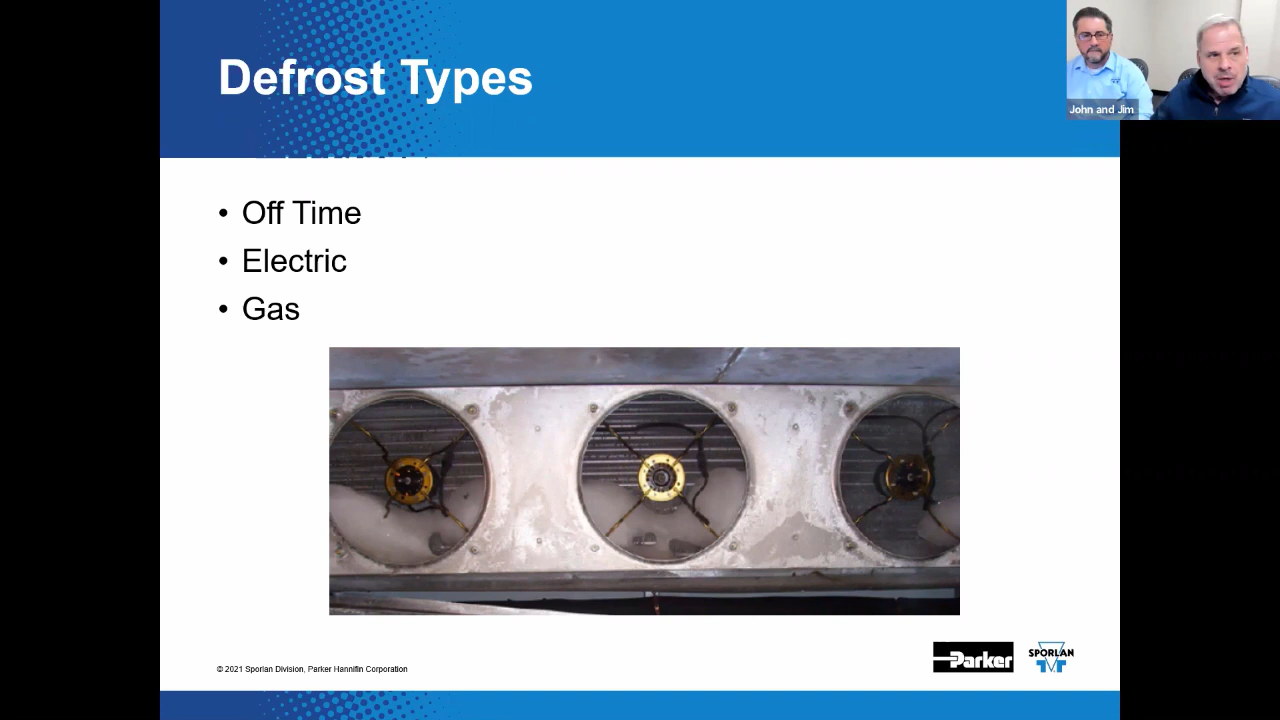 Defrost Types
John and Jim
• Off Time
• Electric
• Gas
© 2021 Sporlan Division, Parker Hannifin Corporation
Parker
SPORLAN